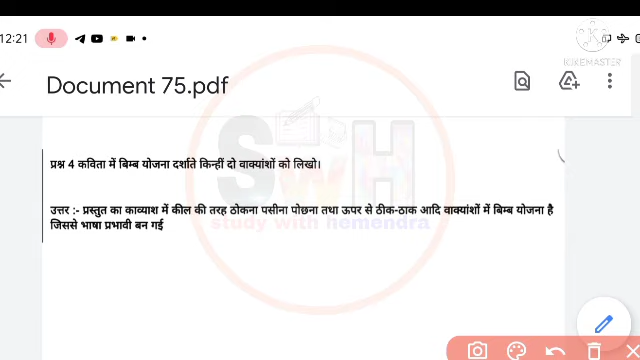 12:21
KINEMASTER
Document 75.pdf
प्रश्न 4 कविता में बिम्ब योजना दर्शाते किन्हीं दो वाक्यांशों को लिखो।
उत्तर :- प्रस्तुत का काव्याश में कील की तरह ठोकना पसीना पोछना तथा ऊपर से ठीक-ठाक आदि वाक्यांशों में बिम्ब योजना है
जिससे भाषा प्रभावी बन गई
SWH
study with hemendra